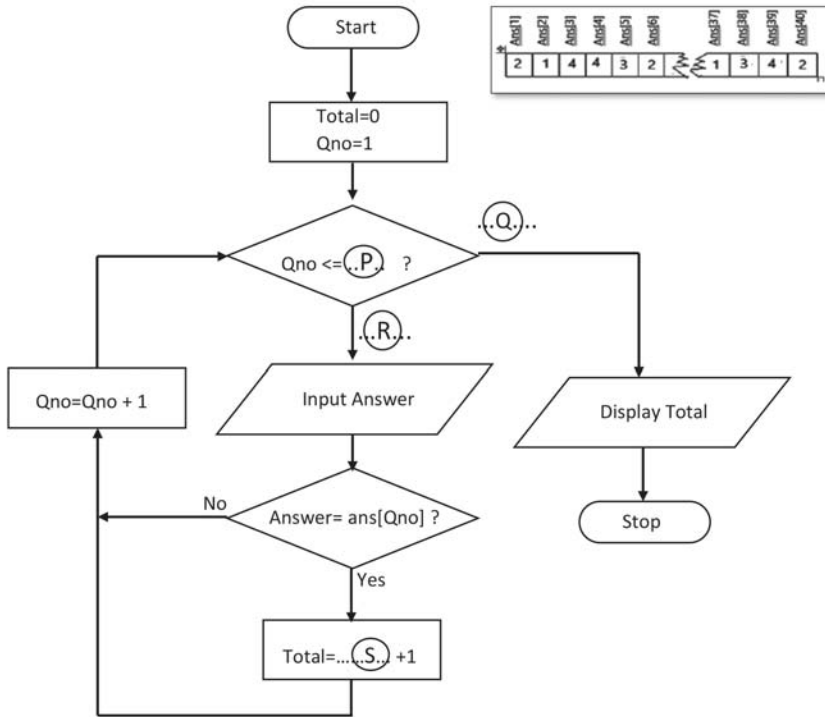 Start
Ans[1] Ans[2] Ans[3] Ans[4] Ans[5] Ans[6] Ans[37] Ans[38] Ans[39] Ans[40]
2 1 4 4 3 2 1 3 4 2
Total=0
Qno=1
...Q....
Qno <= ..P.. ?
...R...
Qno=Qno + 1
Input Answer
Display Total
No
Answer= ans[Qno] ?
Stop
Yes
Total=......S... +1